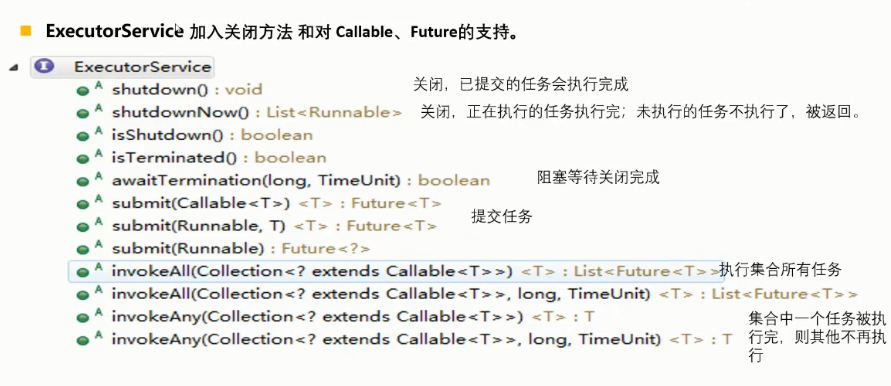 ExecutorService 加入关闭方法 和对 Callable、Future的支持。
I ExecutorService
A shutdown() : void 关闭，已提交的任务会执行完成
A shutdownNow() : List<Runnable> 关闭，正在执行的任务执行完；未执行的任务不执行了，被返回。
A isShutdown() : boolean
A isTerminated() : boolean
A awaitTermination(long, TimeUnit) : boolean 阻塞等待关闭完成
A submit(Callable<T>) <T> : Future<T>
提交任务
A submit(Runnable, T) <T> : Future<T>
A submit(Runnable) : Future<?>
A invokeAll(Collection<? extends Callable<T>>) <T> : List<Future<T>> 执行集合所有任务
A invokeAll(Collection<? extends Callable<T>>, long, TimeUnit) <T> : List<Future<T>>
A invokeAny(Collection<? extends Callable<T>>) <T> : T
A invokeAny(Collection<? extends Callable<T>>, long, TimeUnit) <T> : T
集合中一个任务被执
行完，则其他不再执
行